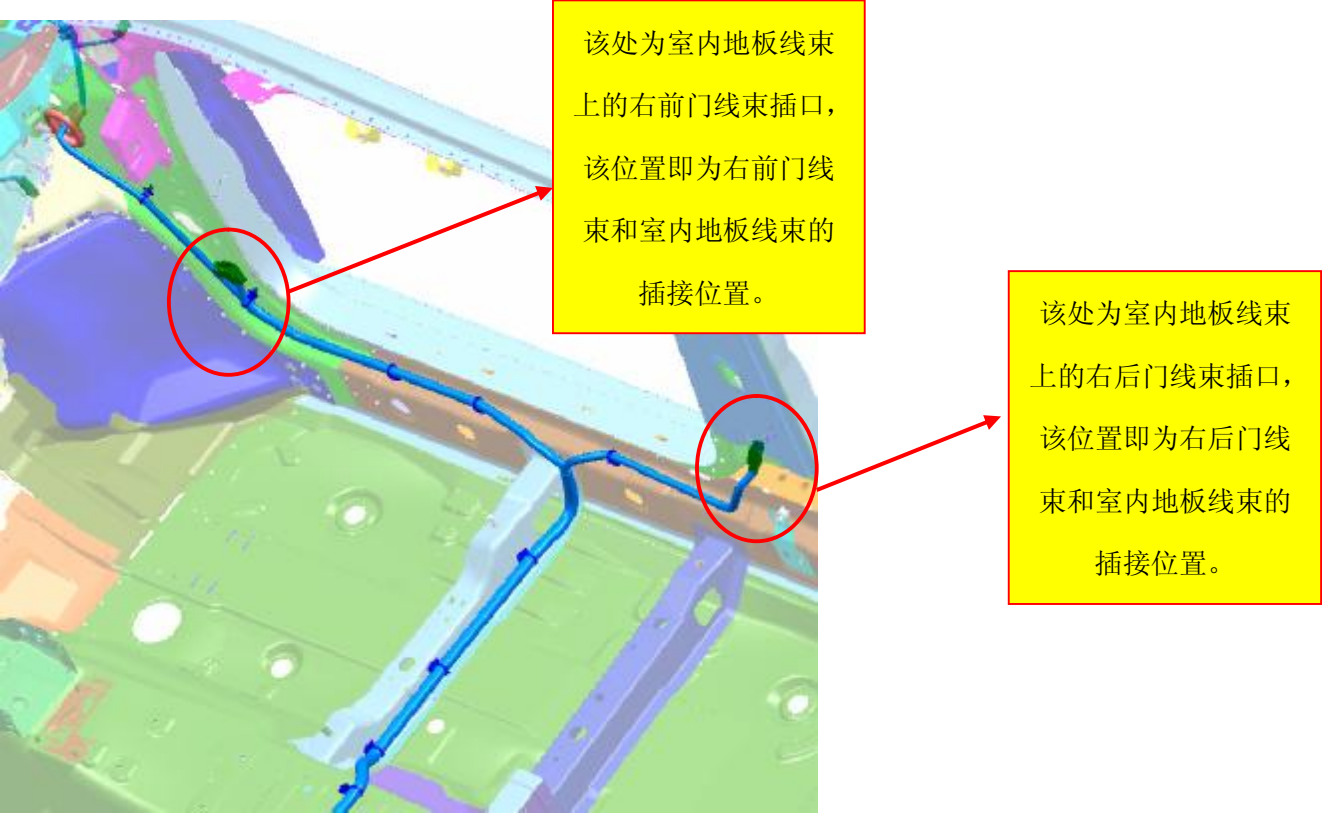 该处为室内地板线束
上的右前门线束插口，
该位置即为右前门线
束和室内地板线束的
插接位置。
该处为室内地板线束
上的右后门线束插口，
该位置即为右后门线
束和室内地板线束的
插接位置。